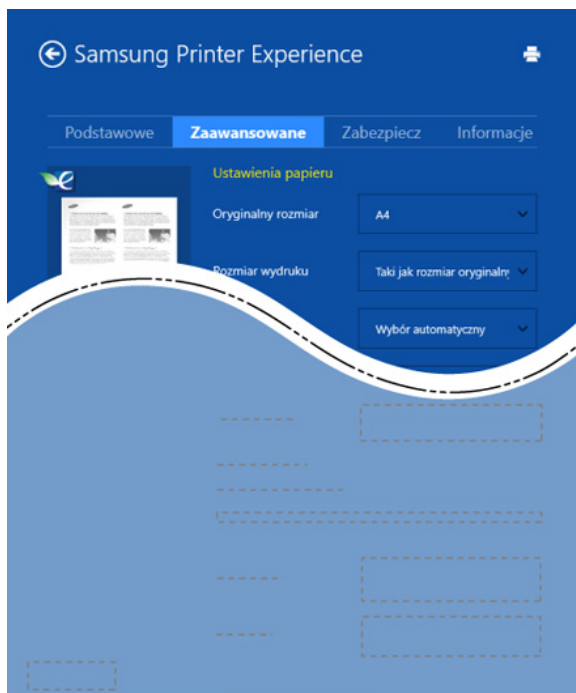 Samsung Printer Experience
Podstawowe Zaawansowane Zabezpiecz Informacje
Ustawienia papieru
Oryginalny rozmiar A4
Rozmiar wydruku Taki jak rozmiar oryginalny
Wybór automatyczny